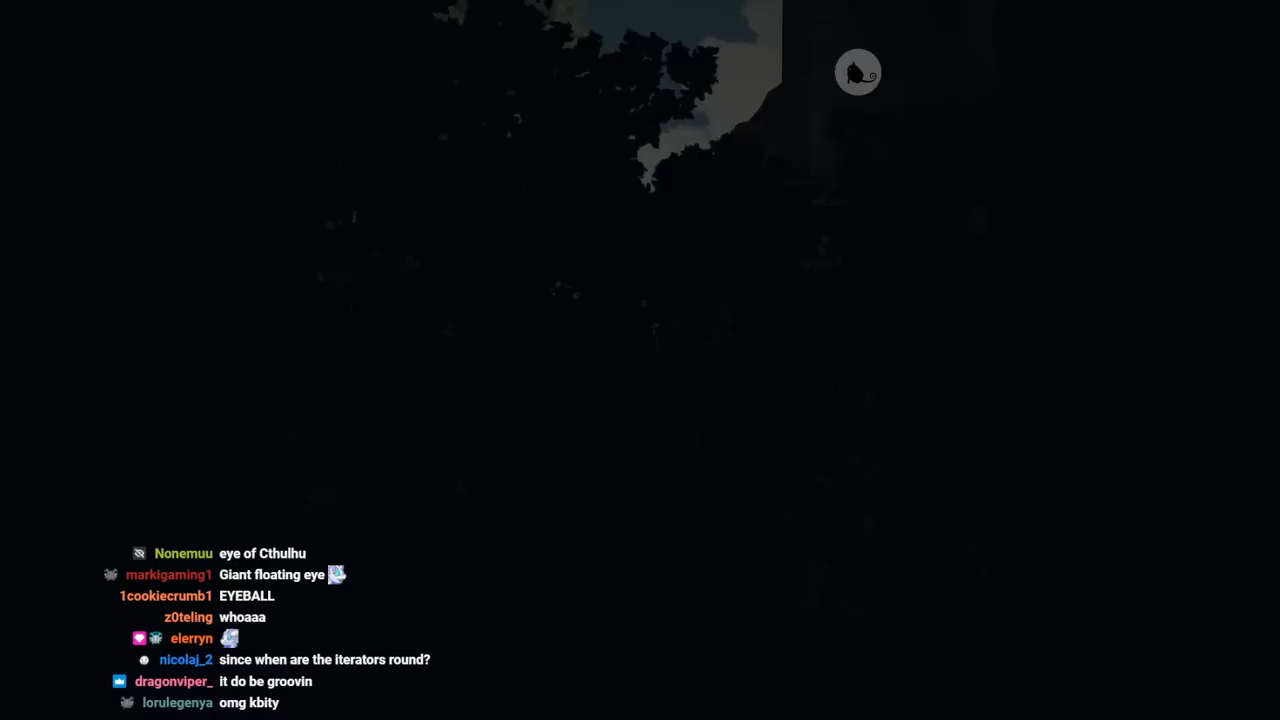 Nonemuu eye of Cthulhu
markigaming1 Giant floating eye
1cookiecrumb1 EYEBALL
z0teling whoaaa
elerryn
nicolaj_2 since when are the iterators round?
dragonviper_ it do be groovin
lorulegenya omg kbity